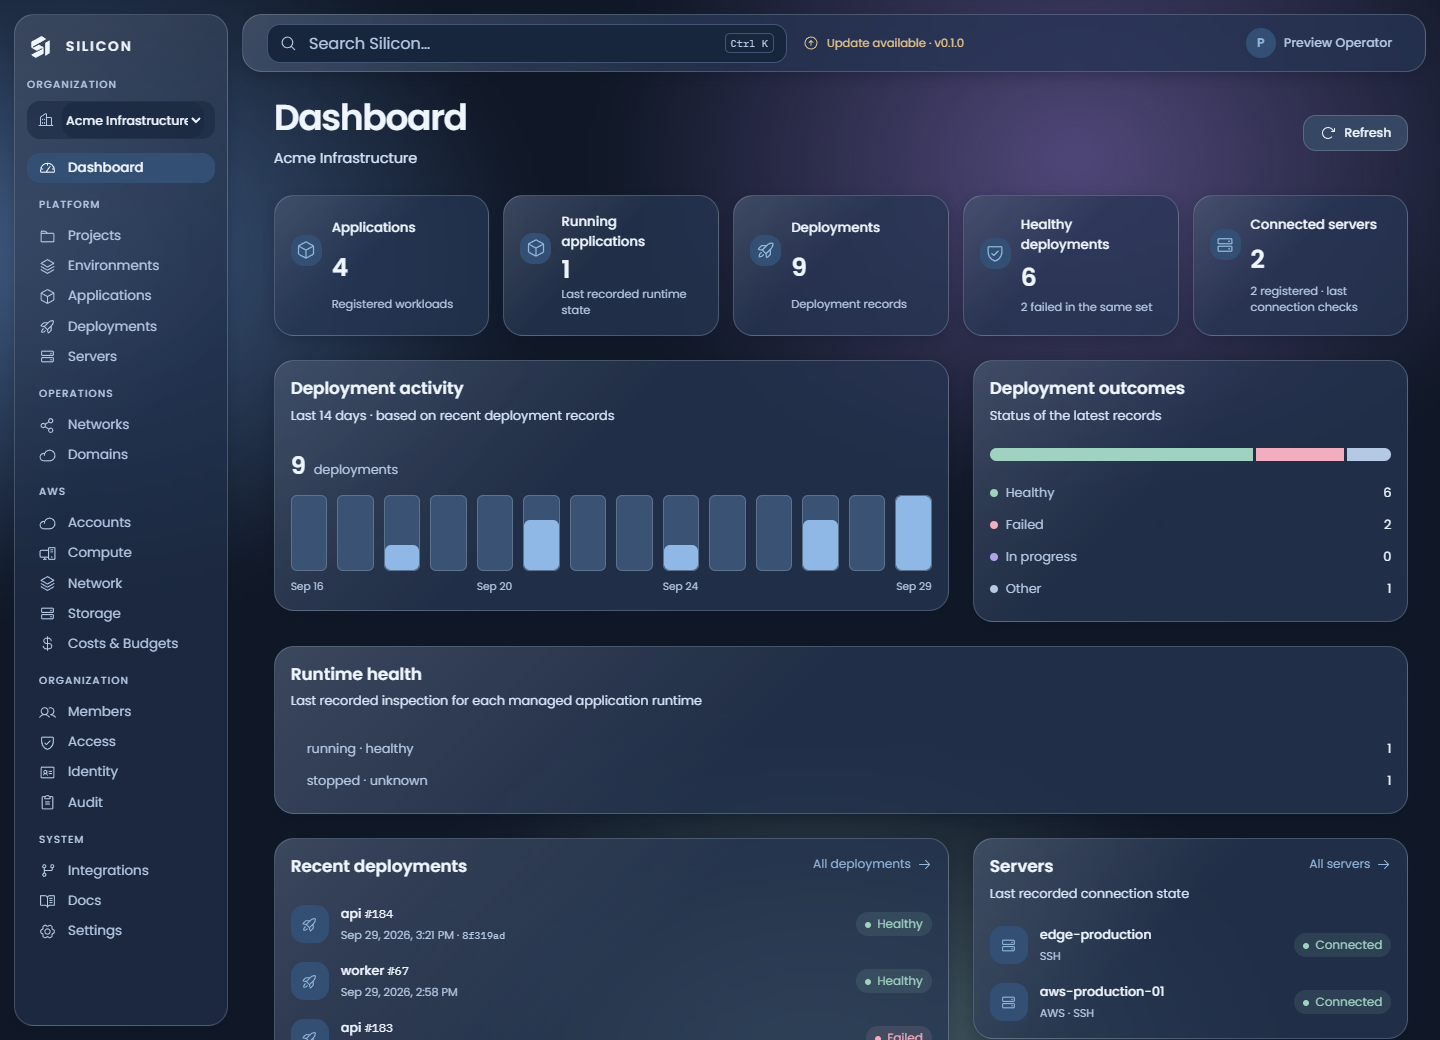 SILICON
ORGANIZATION
Acme Infrastructure
Dashboard
PLATFORM
Projects
Environments
Applications
Deployments
Servers
OPERATIONS
Networks
Domains
AWS
Accounts
Compute
Network
Storage
Costs & Budgets
ORGANIZATION
Members
Access
Identity
Audit
SYSTEM
Integrations
Docs
Settings
Search Silicon...
Ctrl K
Update available · v0.1.0
P
Preview Operator
Dashboard
Acme Infrastructure
Refresh
Applications
4
Registered workloads
Running
applications
1
Last recorded runtime
state
Deployments
9
Deployment records
Healthy
deployments
6
2 failed in the same set
Connected servers
2
2 registered · last
connection checks
Deployment activity
Last 14 days · based on recent deployment records
9 deployments
Sep 16
Sep 20
Sep 24
Sep 29
Deployment outcomes
Status of the latest records
Healthy 6
Failed 2
In progress 0
Other 1
Runtime health
Last recorded inspection for each managed application runtime
running · healthy 1
stopped · unknown 1
Recent deployments
All deployments →
api #184
Sep 29, 2026, 3:21 PM · 8f319ad
Healthy
worker #67
Sep 29, 2026, 2:58 PM
Healthy
api #183
Failed
Servers
All servers →
Last recorded connection state
edge-production
SSH
Connected
aws-production-01
AWS · SSH
Connected